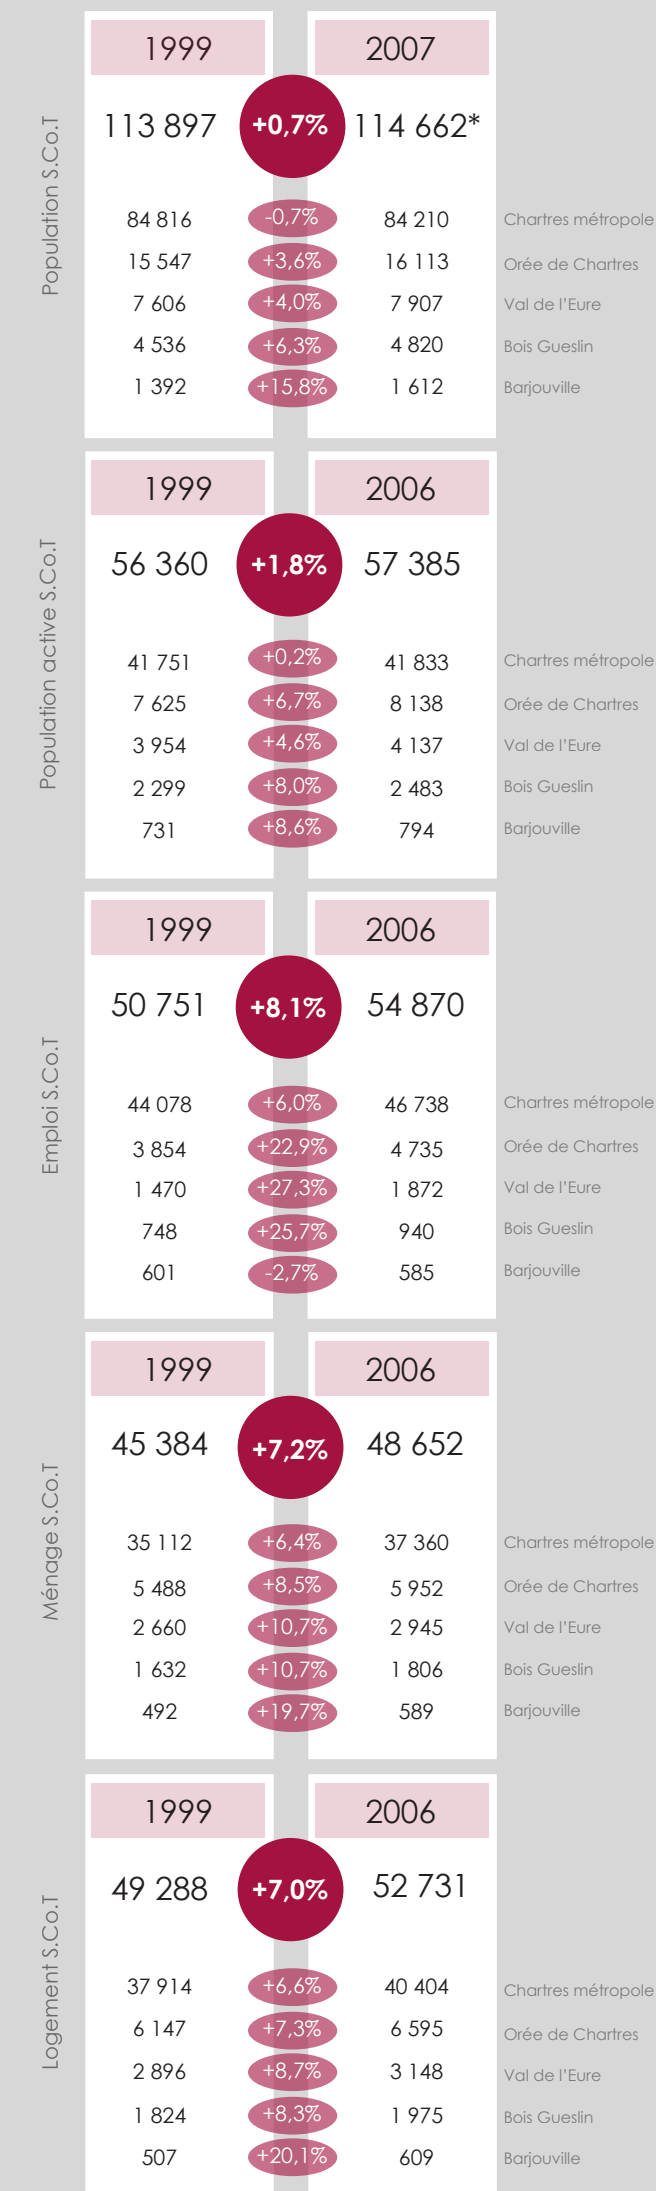 Population S.Co.T
1999 2007
113 897 +0,7% 114 662*
84 816 -0,7% 84 210 Chartres métropole
15 547 +3,6% 16 113 Orée de Chartres
7 606 +4,0% 7 907 Val de l'Eure
4 536 +6,3% 4 820 Bois Gueslin
1 392 +15,8% 1 612 Barjouville
Population active S.Co.T
1999 2006
56 360 +1,8% 57 385
41 751 +0,2% 41 833 Chartres métropole
7 625 +6,7% 8 138 Orée de Chartres
3 954 +4,6% 4 137 Val de l'Eure
2 299 +8,0% 2 483 Bois Gueslin
731 +8,6% 794 Barjouville
Emploi S.Co.T
1999 2006
50 751 +8,1% 54 870
44 078 +6,0% 46 738 Chartres métropole
3 854 +22,9% 4 735 Orée de Chartres
1 470 +27,3% 1 872 Val de l'Eure
748 +25,7% 940 Bois Gueslin
601 -2,7% 585 Barjouville
Ménage S.Co.T
1999 2006
45 384 +7,2% 48 652
35 112 +6,4% 37 360 Chartres métropole
5 488 +8,5% 5 952 Orée de Chartres
2 660 +10,7% 2 945 Val de l'Eure
1 632 +10,7% 1 806 Bois Gueslin
492 +19,7% 589 Barjouville
Logement S.Co.T
1999 2006
49 288 +7,0% 52 731
37 914 +6,6% 40 404 Chartres métropole
6 147 +7,3% 6 595 Orée de Chartres
2 896 +8,7% 3 148 Val de l'Eure
1 824 +8,3% 1 975 Bois Gueslin
507 +20,1% 609 Barjouville